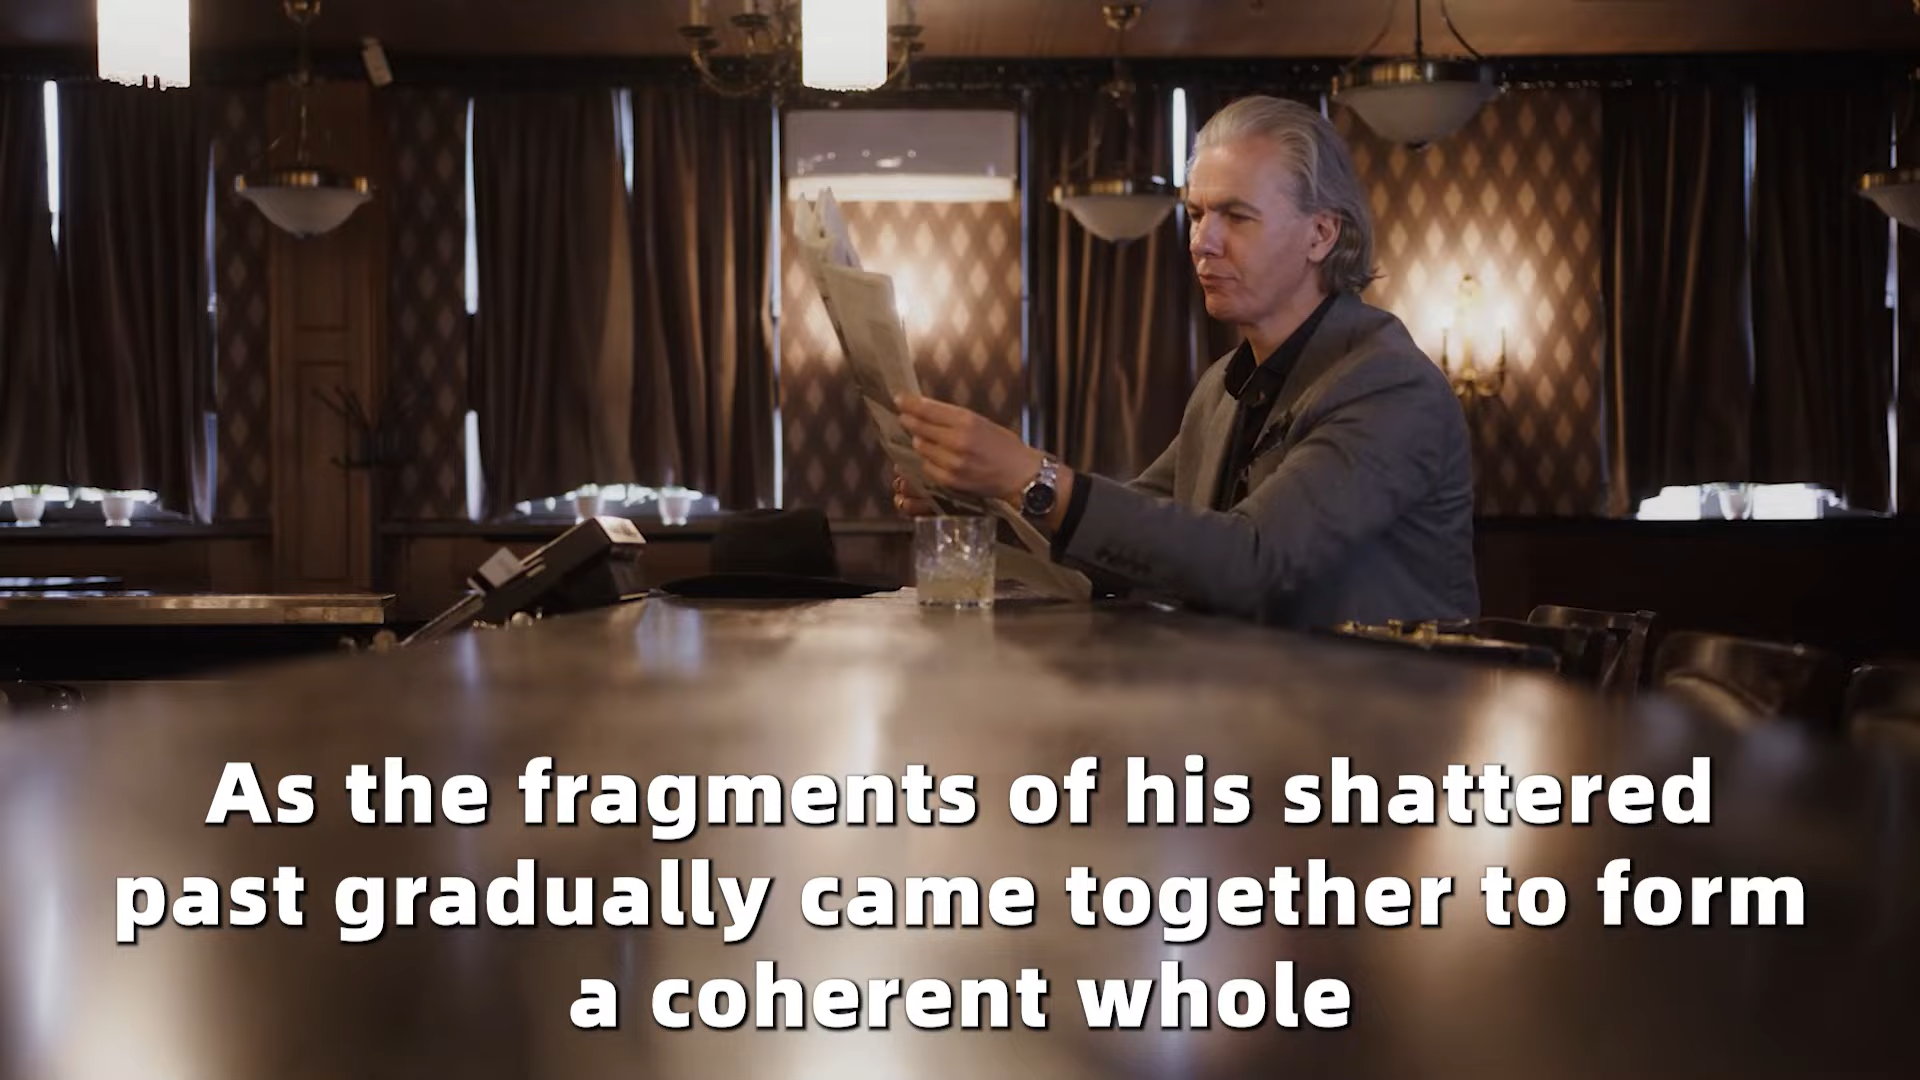 As the fragments of his shattered
past gradually came together to form
a coherent whole